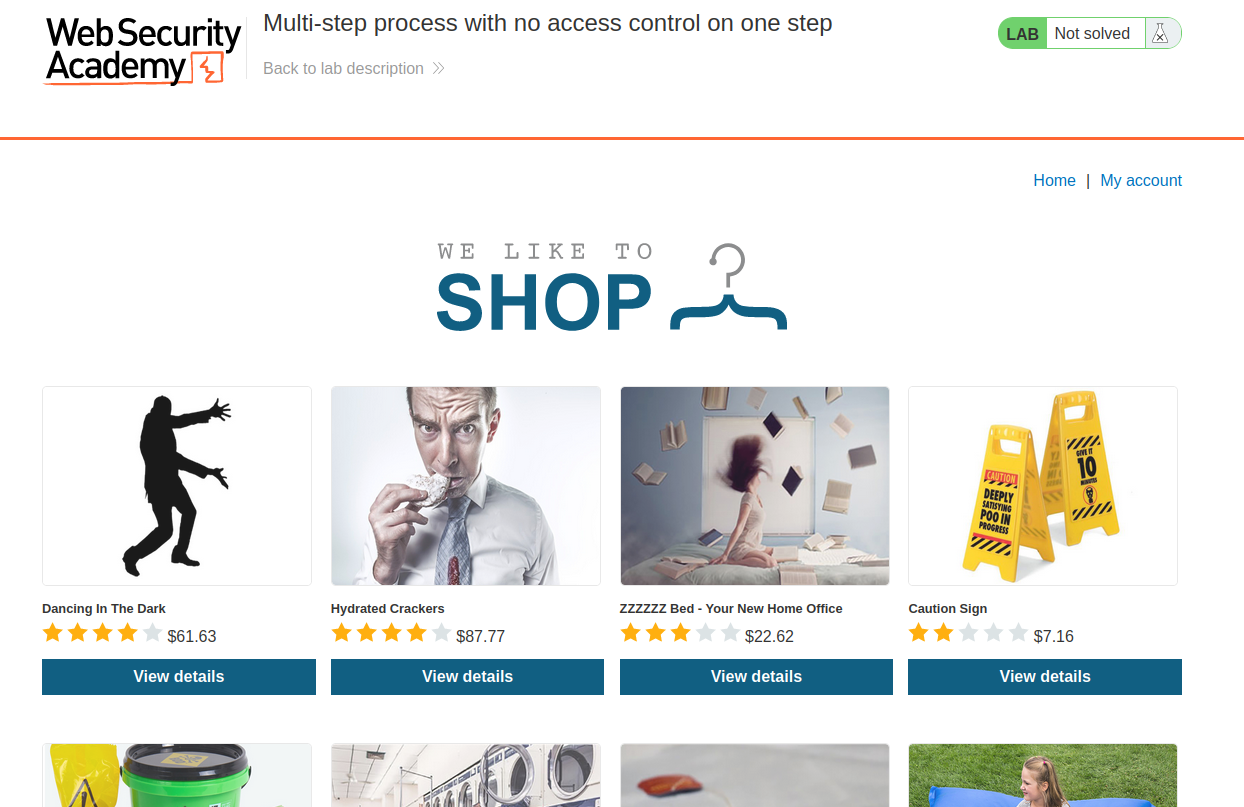 Web Security
Academy
Multi-step process with no access control on one step
Back to lab description
LAB Not solved
Home | My account
WE LIKE TO
SHOP
CAUTION
DEEPLY
SATISFYING
POO IN
PROGRESS
GIVE IT
10
MINUTES
Dancing In The Dark
$61.63
View details
Hydrated Crackers
$87.77
View details
ZZZZZZ Bed - Your New Home Office
$22.62
View details
Caution Sign
$7.16
View details